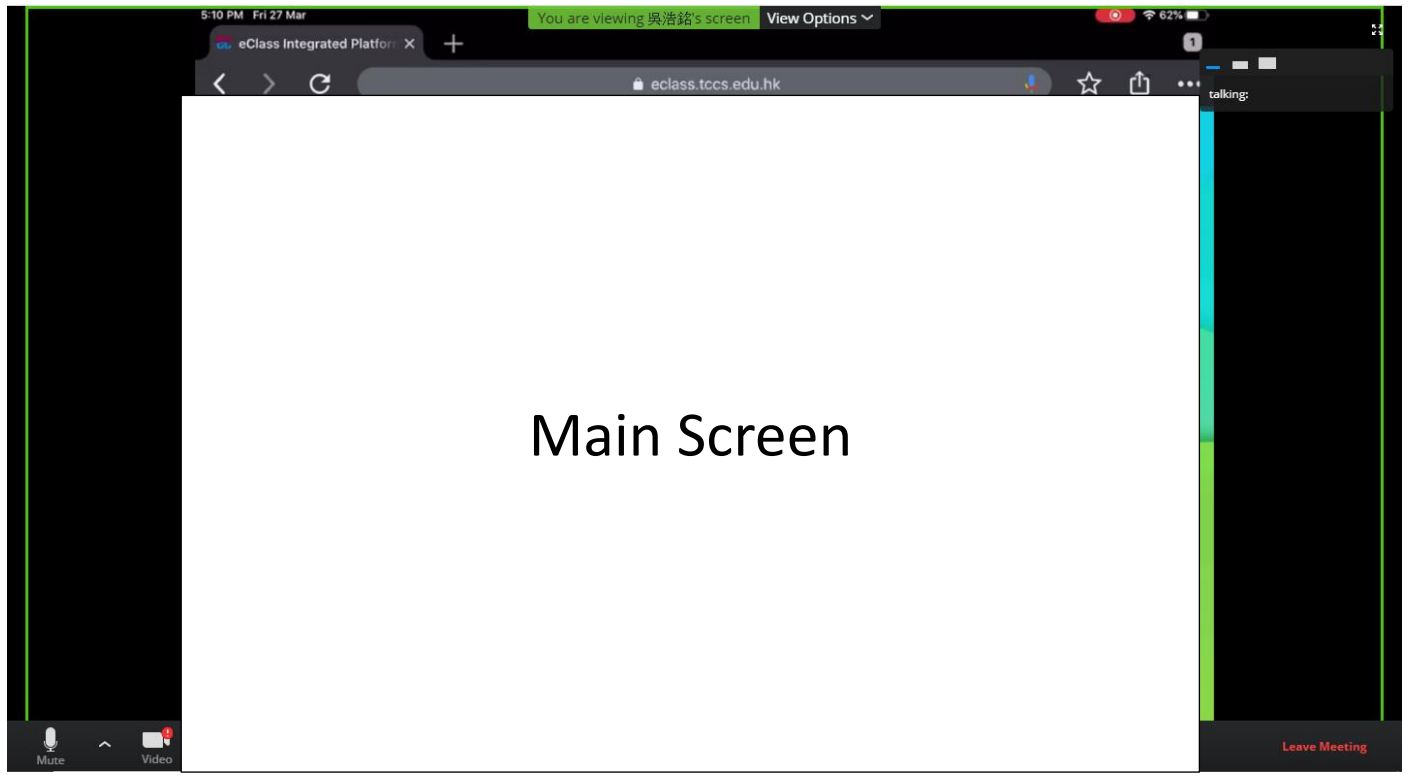 5:10 PM Fri 27 Mar
You are viewing 吳浩銘's screen View Options
62%
eClass Integrated Platfor
1
eclass.tccs.edu.hk
talking:
Main Screen
Mute
Video
Leave Meeting